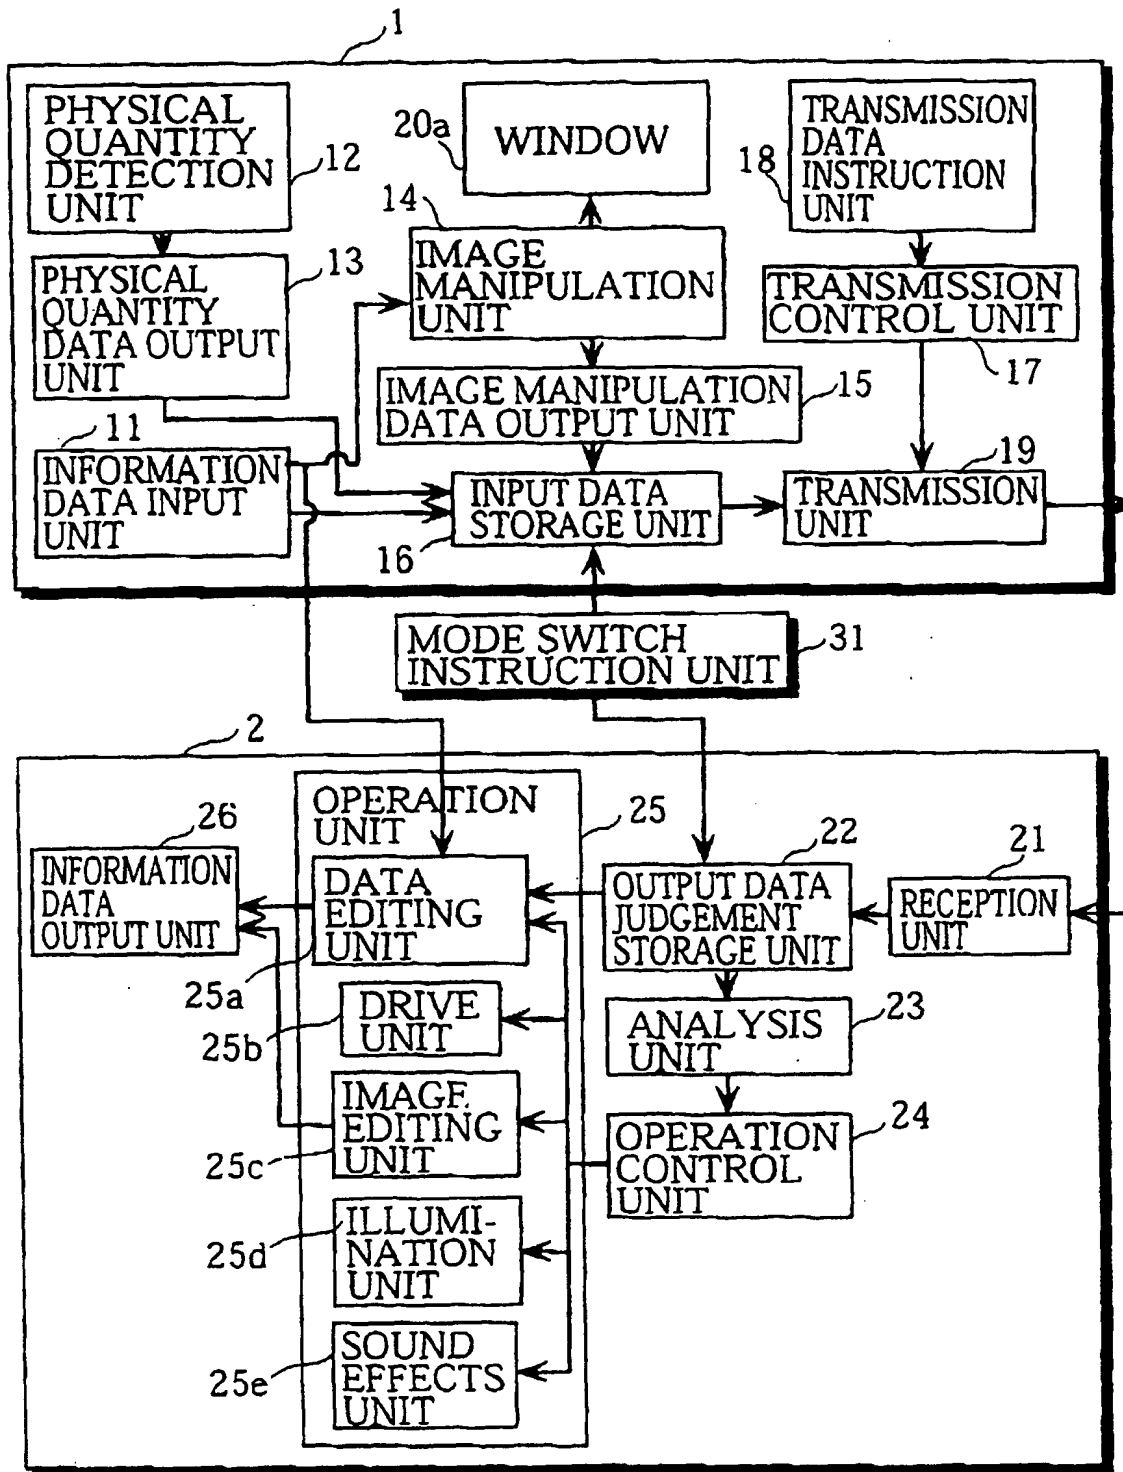 1
PHYSICAL
QUANTITY
DETECTION
UNIT
12
20a
WINDOW
TRANSMISSION
DATA
INSTRUCTION
UNIT
18
PHYSICAL
QUANTITY
DATA OUTPUT
UNIT
13
14
IMAGE
MANIPULATION
UNIT
TRANSMISSION
CONTROL UNIT
17
IMAGE MANIPULATION
DATA OUTPUT UNIT
15
11
INFORMATION
DATA INPUT
UNIT
INPUT DATA
STORAGE UNIT
16
19
TRANSMISSION
UNIT
MODE SWITCH
INSTRUCTION UNIT
31
2
OPERATION
UNIT
25
26
INFORMATION
DATA
OUTPUT UNIT
DATA
EDITING
UNIT
25a
22
OUTPUT DATA
JUDGEMENT
STORAGE UNIT
21
RECEPTION
UNIT
DRIVE
UNIT
25b
ANALYSIS
UNIT
23
IMAGE
EDITING
UNIT
25c
OPERATION
CONTROL
UNIT
24
ILLUMI-
NATION
UNIT
25d
SOUND
EFFECTS
UNIT
25e